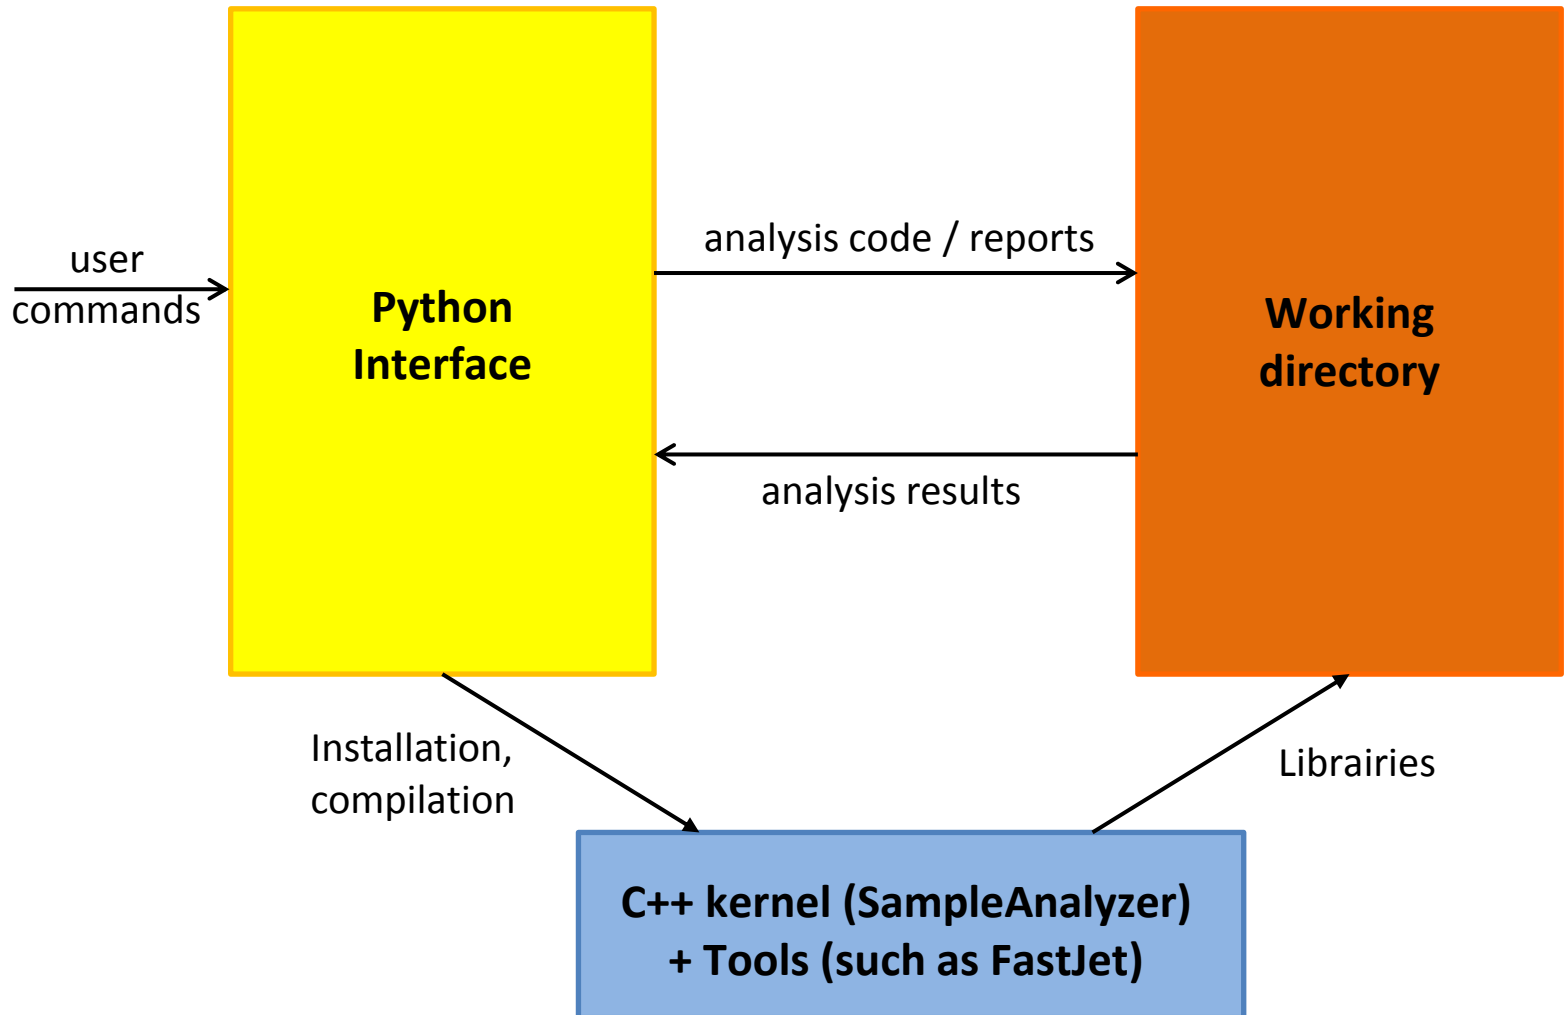 user
commands
Python
Interface
analysis code / reports
analysis results
Working
directory
Installation,
compilation
Librairies
C++ kernel (SampleAnalyzer)
+ Tools (such as FastJet)